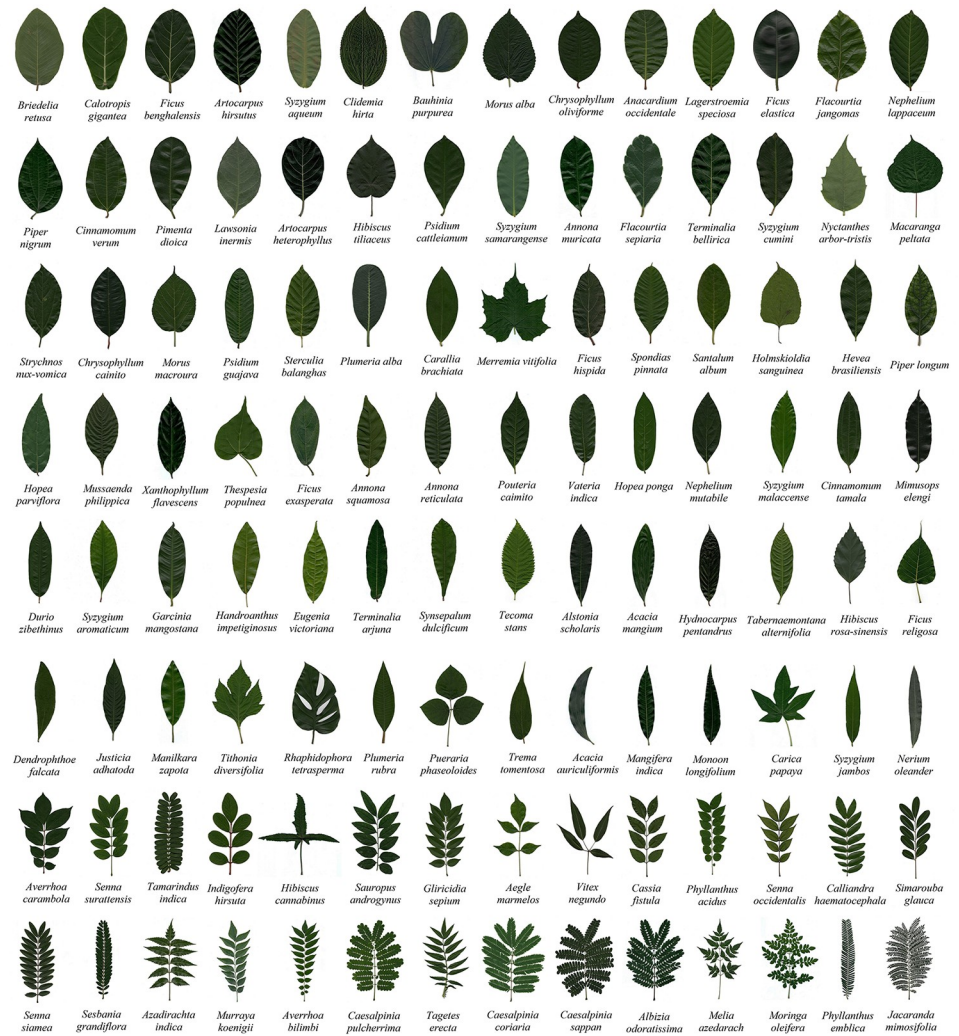 Briedelia
retusa
Calotropis
gigantea
Ficus
benghalensis
Artocarpus
hirsutus
Syzygium
aqueum
Clidemia
hirta
Bauhinia
purpurea
Morus alba
Chrysophyllum
oliviforme
Anacardium
occidentale
Lagerstroemia
speciosa
Ficus
elastica
Flacourtia
jangomas
Nephelium
lappaceum
Piper
nigrum
Cinnamomum
verum
Pimenta
dioica
Lawsonia
inermis
Artocarpus
heterophyllus
Hibiscus
tiliaceus
Psidium
cattleianum
Syzygium
samarangense
Annona
muricata
Flacourtia
sepiaria
Terminalia
bellirica
Syzygium
cumini
Nyctanthes
arbor-tristis
Macaranga
peltata
Strychnos
nux-vomica
Chrysophyllum
cainito
Morus
macroura
Psidium
guajava
Sterculia
balanghas
Plumeria alba
Carallia
brachiata
Merremia vitifolia
Ficus
hispida
Spondias
pinnata
Santalum
album
Holmskioldia
sanguinea
Hevea
brasiliensis
Piper longum
Hopea
parviflora
Mussaenda
philippica
Xanthophyllum
flavescens
Thespesia
populnea
Ficus
exasperata
Annona
squamosa
Annona
reticulata
Pouteria
caimito
Vateria
indica
Hopea ponga
Nephelium
mutabile
Syzygium
malaccense
Cinnamomum
tamala
Mimusops
elengi
Durio
zibethinus
Syzygium
aromaticum
Garcinia
mangostana
Handroanthus
impetiginosus
Eugenia
victoriana
Terminalia
arjuna
Synsepalum
dulcificum
Tecoma
stans
Alstonia
scholaris
Acacia
mangium
Hydnocarpus
pentandrus
Tabernaemontana
alternifolia
Hibiscus
rosa-sinensis
Ficus
religosa
Dendrophthoe
falcata
Justicia
adhatoda
Manilkara
zapota
Tithonia
diversifolia
Rhaphidophora
tetrasperma
Plumeria
rubra
Pueraria
phaseoloides
Trema
tomentosa
Acacia
auriculiformis
Mangifera
indica
Monoon
longifolium
Carica
papaya
Syzygium
jambos
Nerium
oleander
Averrhoa
carambola
Senna
surattensis
Tamarindus
indica
Indigofera
hirsuta
Hibiscus
cannabinus
Sauropus
androgynus
Gliricidia
sepium
Aegle
marmelos
Vitex
negundo
Cassia
fistula
Phyllanthus
acidus
Senna
occidentalis
Calliandra
haematocephala
Simarouba
glauca
Senna
siamea
Sesbania
grandiflora
Azadirachta
indica
Murraya
koenigii
Averrhoa
bilimbi
Caesalpinia
pulcherrima
Tagetes
erecta
Caesalpinia
coriaria
Caesalpinia
sappan
Albizia
odoratissima
Melia
azedarach
Moringa
oleifera
Phyllanthus
emblica
Jacaranda
mimosifolia